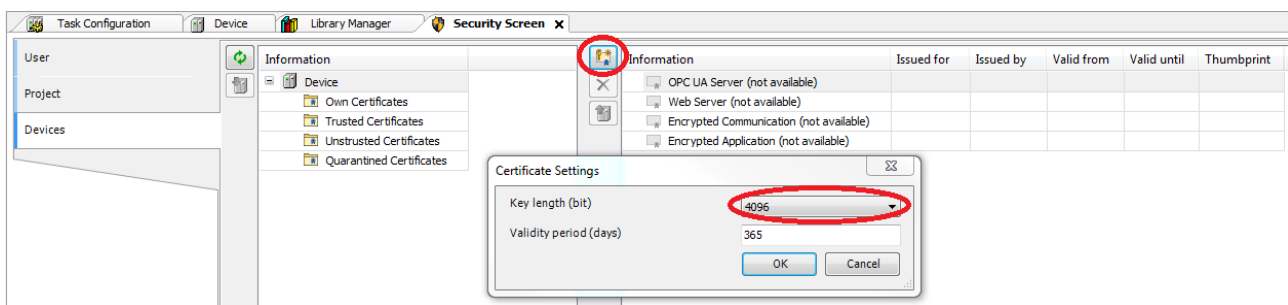 Task Configuration Device Library Manager Security Screen X
User
Project
Devices
Information
Device
Own Certificates
Trusted Certificates
Unstrusted Certificates
Quarantined Certificates
Information Issued for Issued by Valid from Valid until Thumbprint
OPC UA Server (not available)
Web Server (not available)
Encrypted Communication (not available)
Encrypted Application (not available)
Certificate Settings
Key length (bit) 4096
Validity period (days) 365
OK Cancel